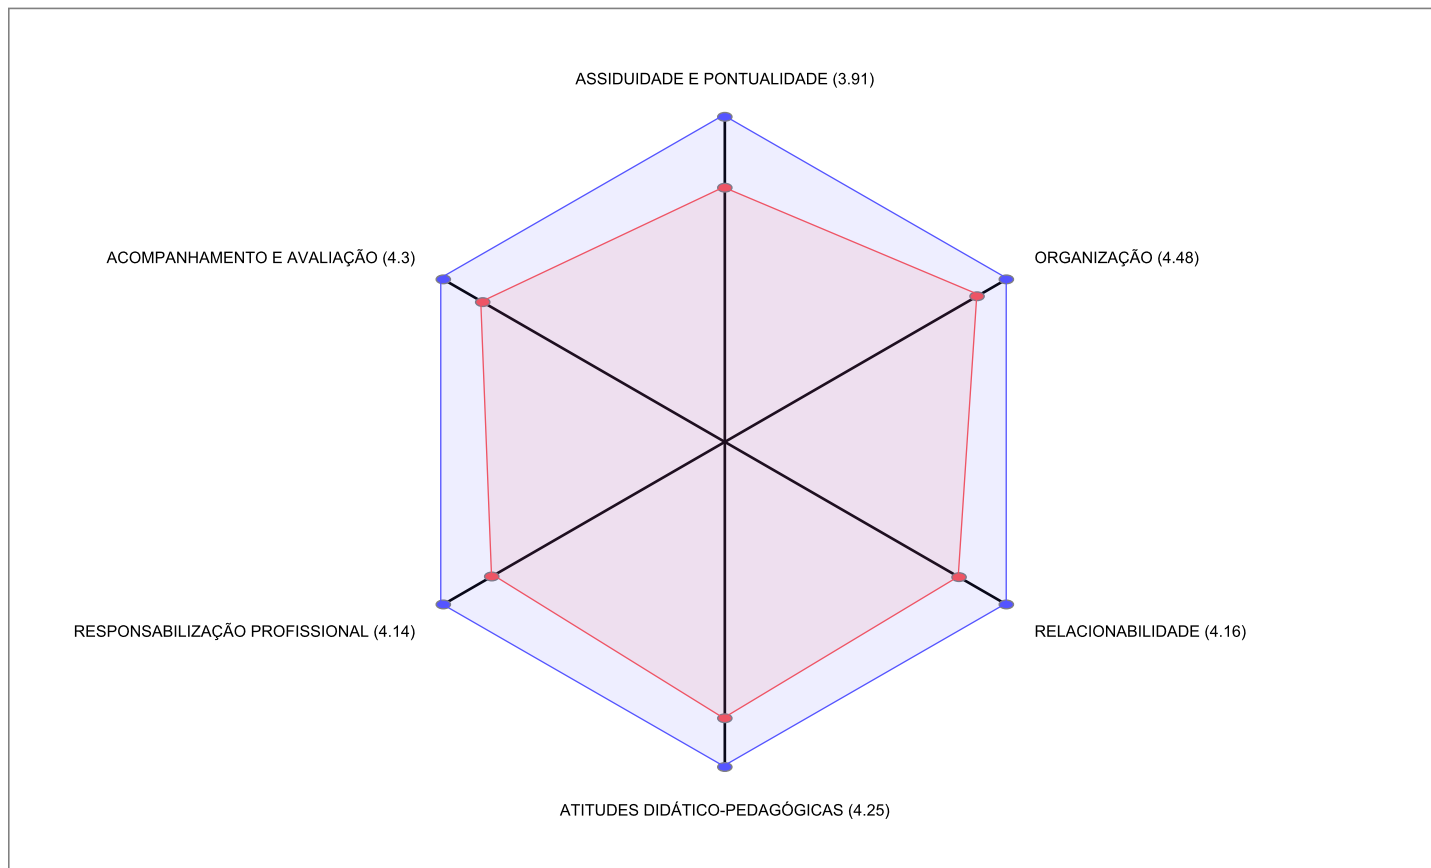 ASSIDUIDADE E PONTUALIDADE (3.91)
ACOMPANHAMENTO E AVALIAÇÃO (4.3)
ORGANIZAÇÃO (4.48)
RESPONSABILIZAÇÃO PROFISSIONAL (4.14)
RELACIONABILIDADE (4.16)
ATITUDES DIDÁTICO-PEDAGÓGICAS (4.25)